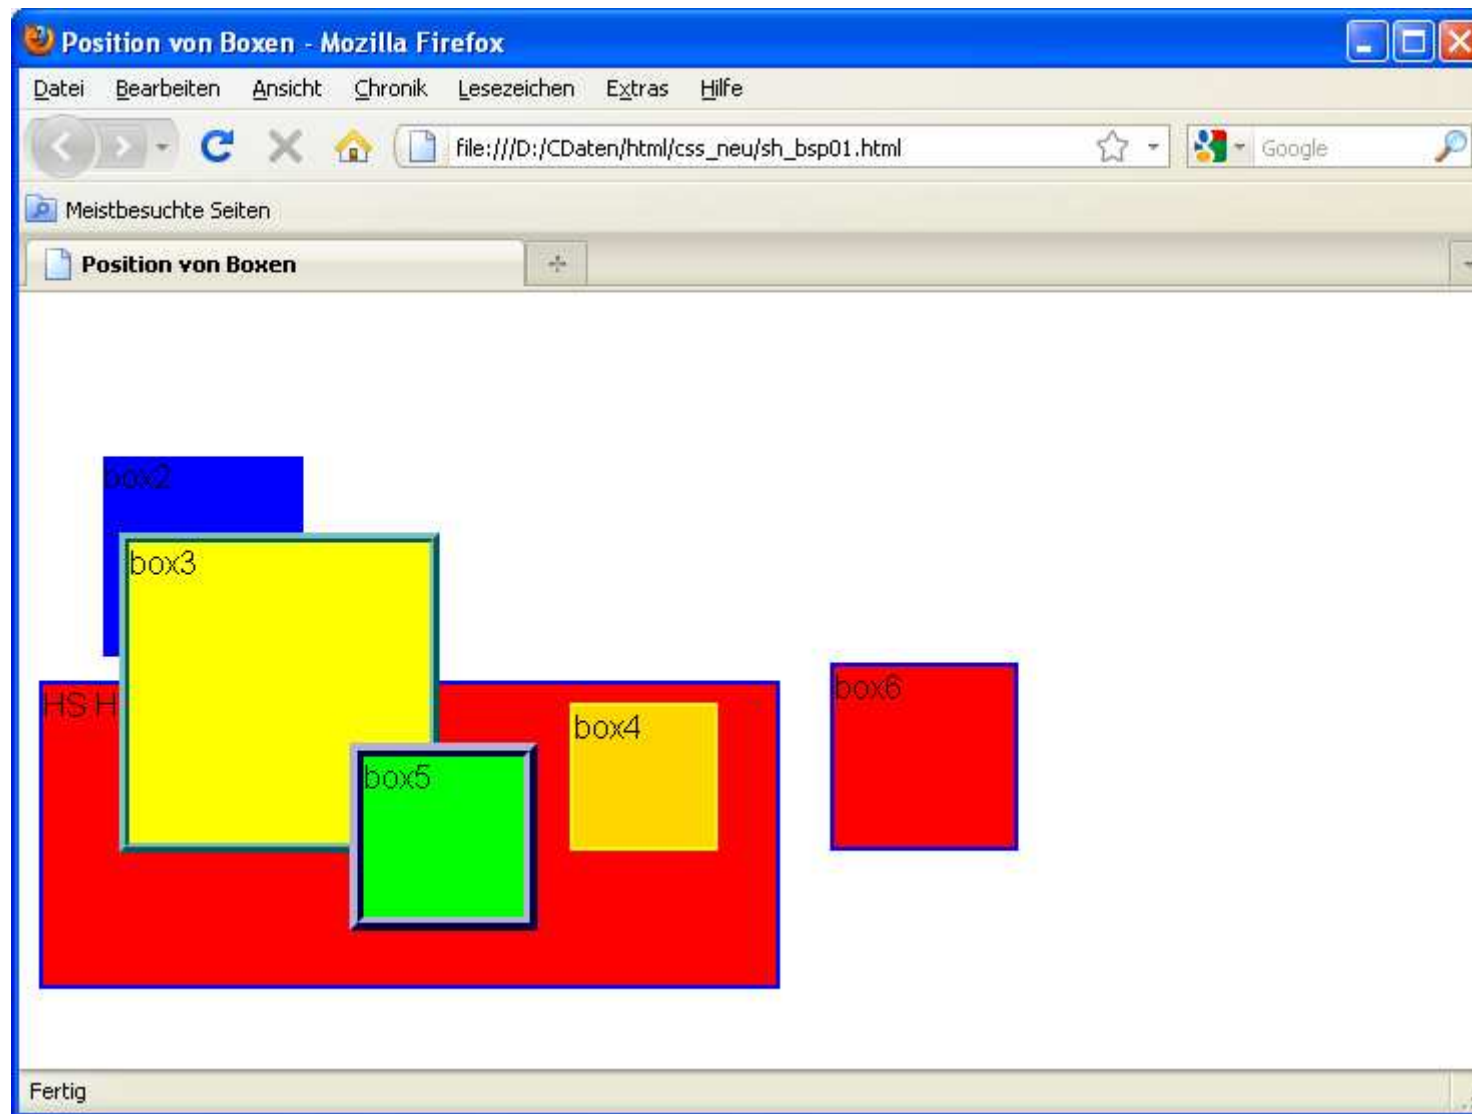 Position von Boxen - Mozilla Firefox
Datei Bearbeiten Ansicht Chronik Lesezeichen Extras Hilfe
file:///D:/CDaten/html/css_neu/sh_bsp01.html Google
Meistbesuchte Seiten
Position von Boxen
box2
box3
HS H
box6
box4
box5
Fertig